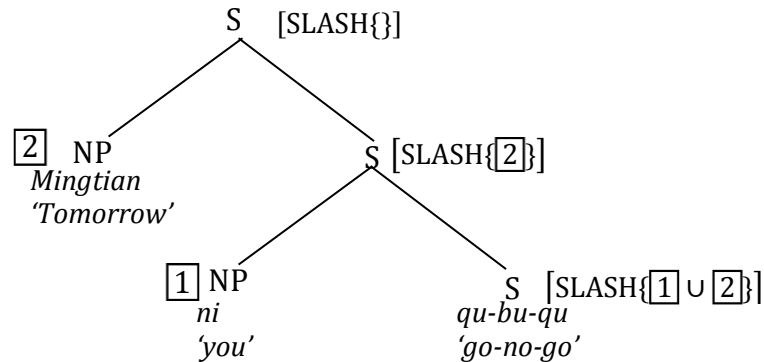 S [SLASH{}]
2 NP
S [SLASH{2}]
Mingtian
‘Tomorrow’
1 NP
S [SLASH{1 ∪ 2}]
ni
qu-bu-qu
‘you’
‘go-no-go’